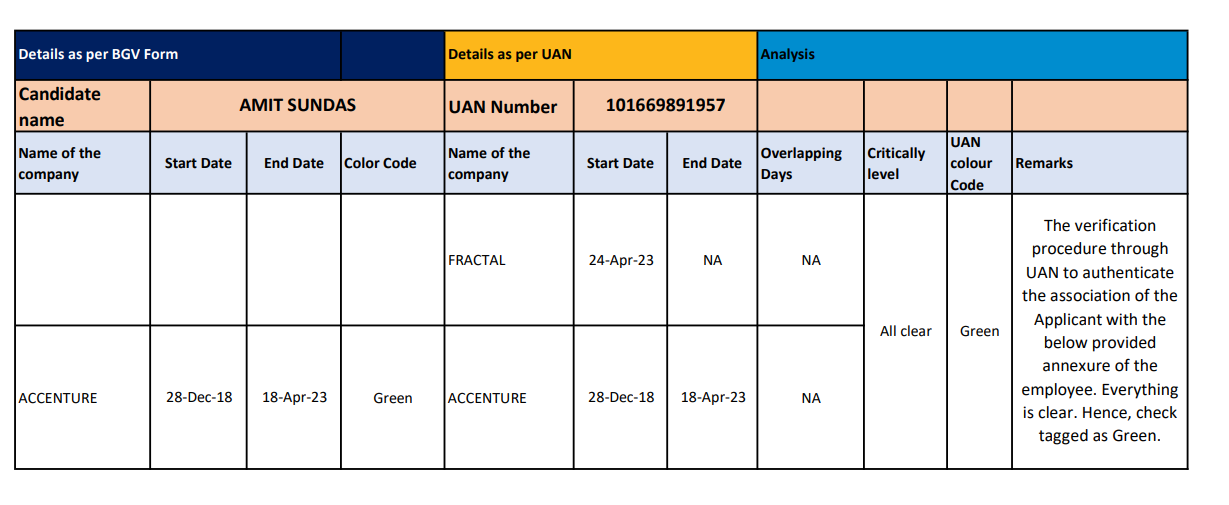 Details as per BGV Form
Details as per UAN
Analysis
Candidate
name
AMIT SUNDAS
UAN Number
101669891957
Name of the
company
Start Date
End Date
Color Code
Name of the
company
Start Date
End Date
Overlapping
Days
Critically
level
UAN
colour
Code
Remarks
FRACTAL
24-Apr-23
NA
NA
ACCENTURE
28-Dec-18
18-Apr-23
Green
ACCENTURE
28-Dec-18
18-Apr-23
NA
All clear
Green
The verification
procedure through
UAN to authenticate
the association of the
Applicant with the
below provided
annexure of the
employee. Everything
is clear. Hence, check
tagged as Green.